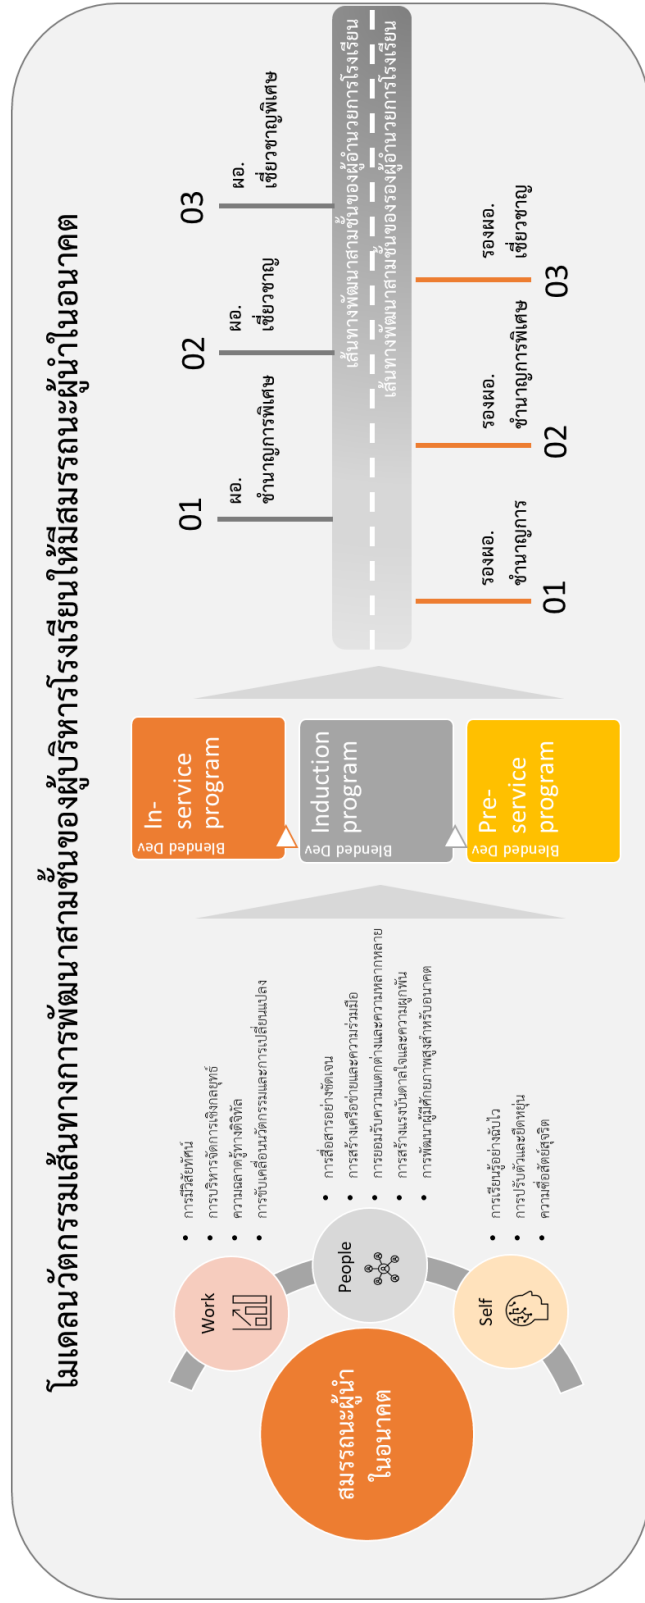 โมเดลนวัตกรรมเส้นทางการพัฒนาสามชั้นของผู้บริหารโรงเรียนให้มีสมรรถนะผู้นำในอนาคต
สมรรถนะผู้นำ
ในอนาคต
Work
• การมีวิสัยทัศน์
• การบริหารจัดการเชิงกลยุทธ์
• ความฉลาดรู้ทางดิจิทัล
• การขับเคลื่อนนวัตกรรมและการเปลี่ยนแปลง
People
• การสื่อสารอย่างชัดเจน
• การสร้างเครือข่ายและความร่วมมือ
• การยอมรับความแตกต่างและความหลากหลาย
• การสร้างแรงบันดาลใจและความผูกพัน
• การพัฒนาผู้มีศักยภาพสูงสำหรับอนาคต
Self
• การเรียนรู้อย่างฉับไว
• การปรับตัวและยืดหยุ่น
• ความซื่อสัตย์สุจริต
Blended Dev
In-
service
program
Blended Dev
Induction
program
Blended Dev
Pre-
service
program
01
ผอ.
ชำนาญการพิเศษ
02
ผอ.
เชี่ยวชาญ
03
ผอ.
เชี่ยวชาญพิเศษ
เส้นทางพัฒนาสามชั้นของผู้อำนวยการโรงเรียน
เส้นทางพัฒนาสามชั้นของรองผู้อำนวยการโรงเรียน
รองผอ.
ชำนาญการ
01
รองผอ.
ชำนาญการพิเศษ
02
รองผอ.
เชี่ยวชาญ
03